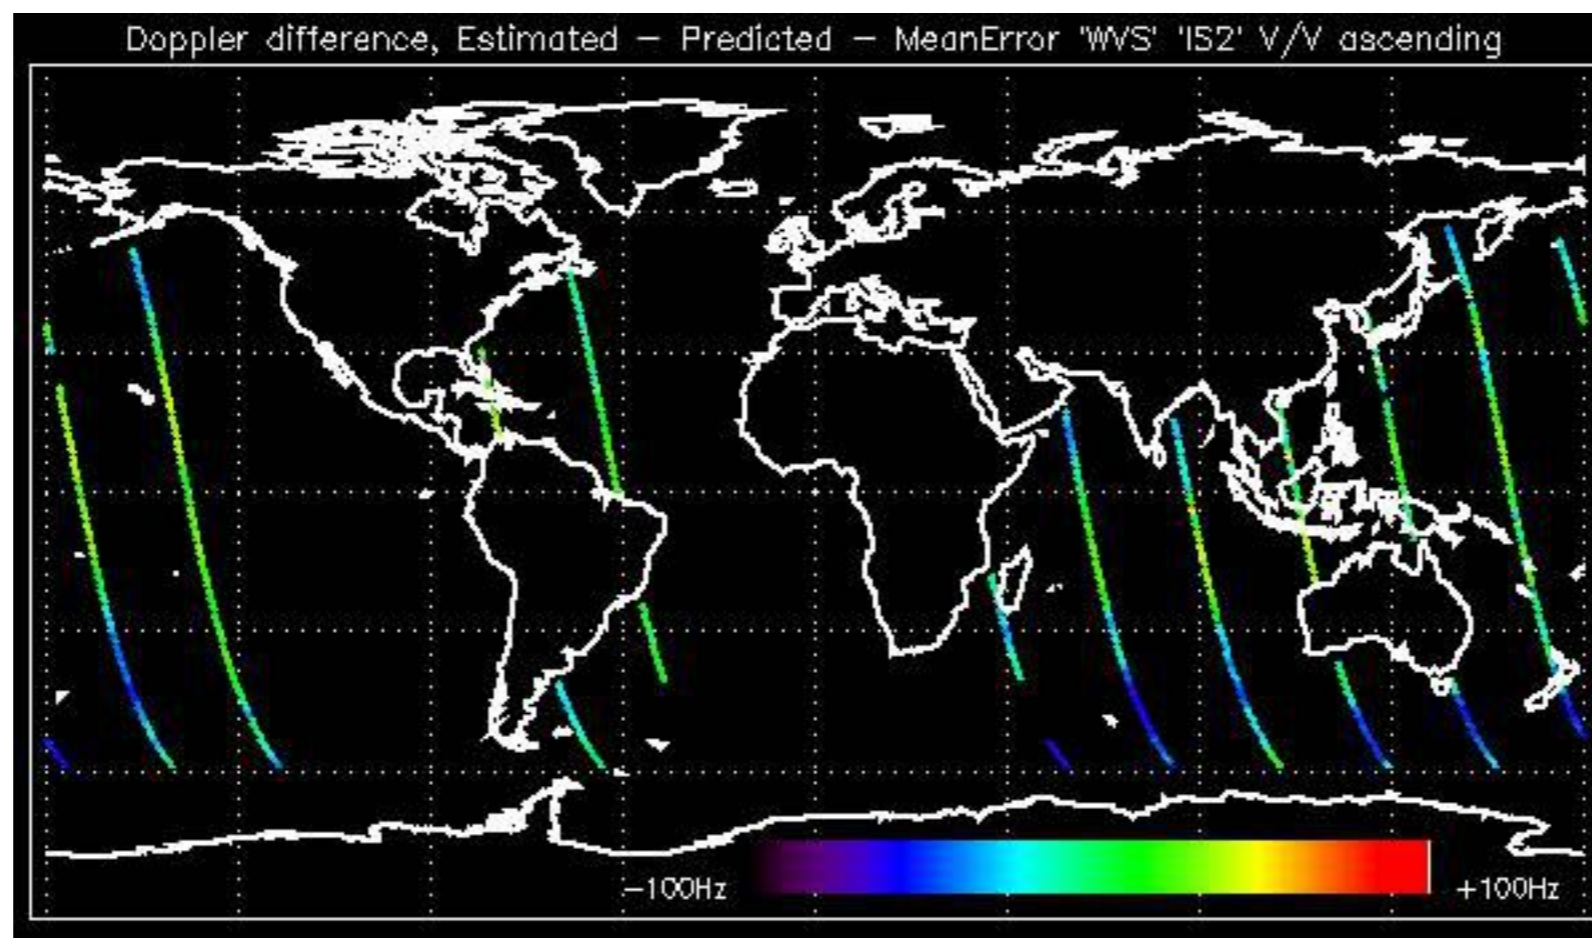 Doppler difference, Estimated - Predicted - MeanError 'WVS' 'IS2' V/V ascending
-100Hz
+100Hz